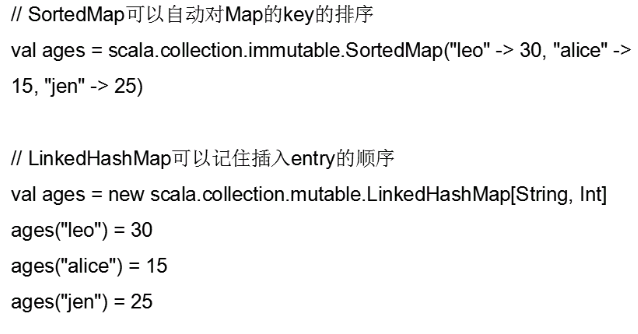 // SortedMap可以自动对Map的key的排序
val ages = scala.collection.immutable.SortedMap("leo" -> 30, "alice" ->
15, "jen" -> 25)
// LinkedHashMap可以记住插入entry的顺序
val ages = new scala.collection.mutable.LinkedHashMap[String, Int]
ages("leo") = 30
ages("alice") = 15
ages("jen") = 25